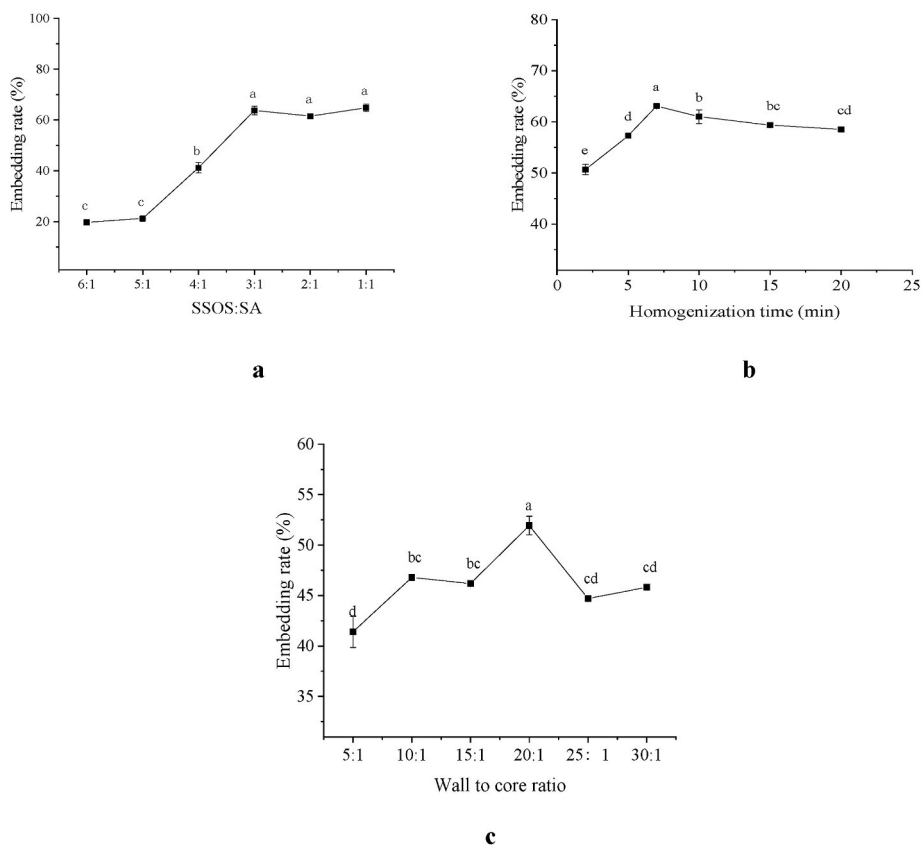 100
80
60
40
20
Embedding rate (%)
c
c
b
a
a
a
6:1 5:1 4:1 3:1 2:1 1:1
SSOS:SA
a
80
70
60
50
40
Embedding rate (%)
e
d
a
b
bc
cd
0 5 10 15 20 25
Homogenization time (min)
b
60
55
50
45
40
35
Embedding rate (%)
d
bc
bc
a
cd
cd
5:1 10:1 15:1 20:1 25: 1 30:1
Wall to core ratio
c